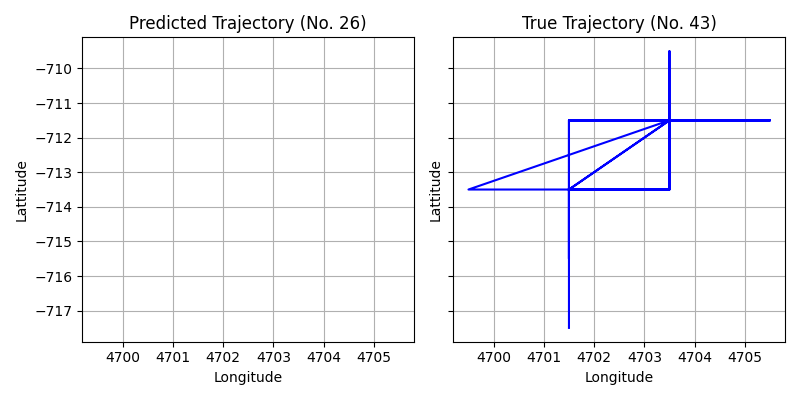 Predicted Trajectory (No. 26)
True Trajectory (No. 43)
Lattitude
−710
−711
−712
−713
−714
−715
−716
−717
4700 4701 4702 4703 4704 4705
Longitude
Lattitude
4700 4701 4702 4703 4704 4705
Longitude